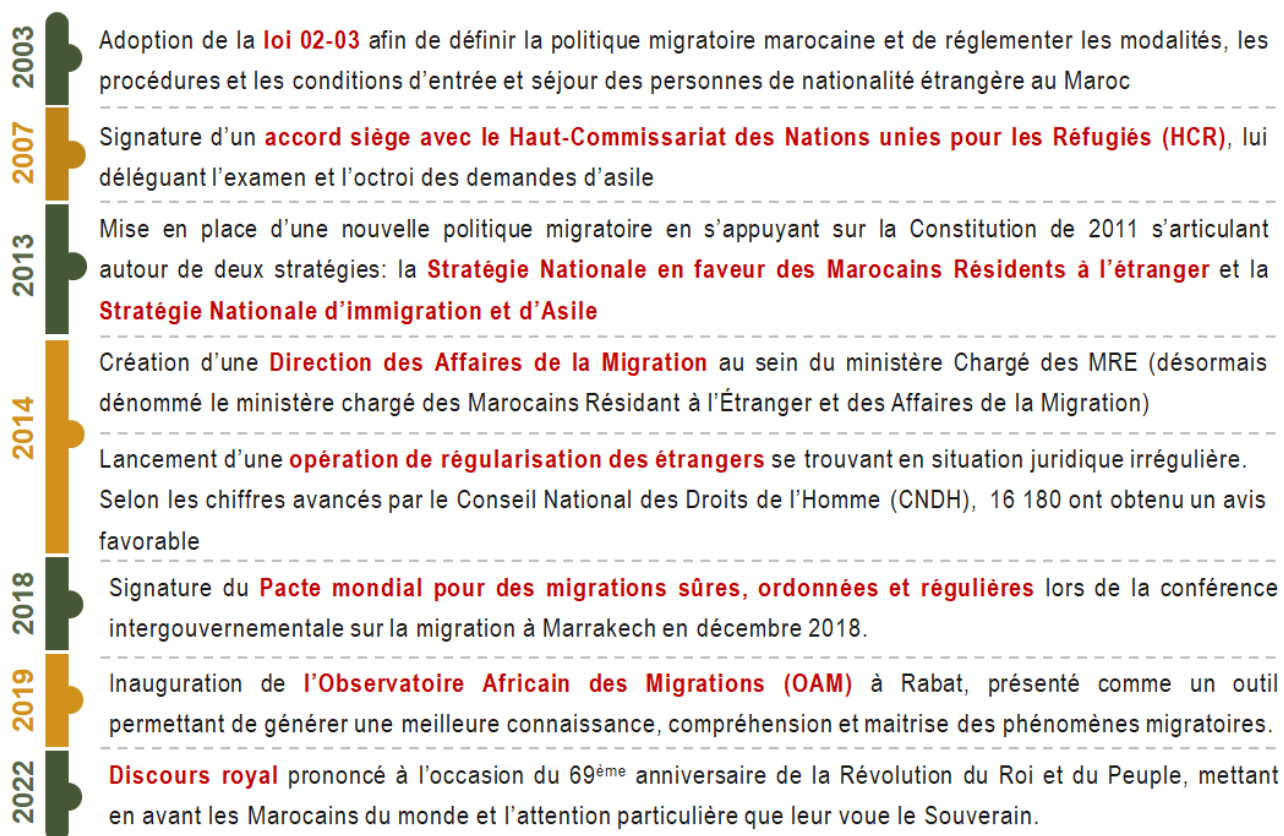 2003
Adoption de la loi 02-03 afin de définir la politique migratoire marocaine et de réglementer les modalités, les
procédures et les conditions d’entrée et séjour des personnes de nationalité étrangère au Maroc
2007
Signature d’un accord siège avec le Haut-Commissariat des Nations unies pour les Réfugiés (HCR), lui
déléguant l’examen et l’octroi des demandes d’asile
2013
Mise en place d’une nouvelle politique migratoire en s’appuyant sur la Constitution de 2011 s’articulant
autour de deux stratégies: la Stratégie Nationale en faveur des Marocains Résidents à l’étranger et la
Stratégie Nationale d’immigration et d’Asile
2014
Création d’une Direction des Affaires de la Migration au sein du ministère Chargé des MRE (désormais
dénommé le ministère chargé des Marocains Résidant à l’Étranger et des Affaires de la Migration)
Lancement d’une opération de régularisation des étrangers se trouvant en situation juridique irrégulière.
Selon les chiffres avancés par le Conseil National des Droits de l’Homme (CNDH), 16 180 ont obtenu un avis
favorable
2018
Signature du Pacte mondial pour des migrations sûres, ordonnées et régulières lors de la conférence
intergouvernementale sur la migration à Marrakech en décembre 2018.
2019
Inauguration de l’Observatoire Africain des Migrations (OAM) à Rabat, présenté comme un outil
permettant de générer une meilleure connaissance, compréhension et maitrise des phénomènes migratoires.
2022
Discours royal prononcé à l’occasion du 69ème anniversaire de la Révolution du Roi et du Peuple, mettant
en avant les Marocains du monde et l’attention particulière que leur voue le Souverain.